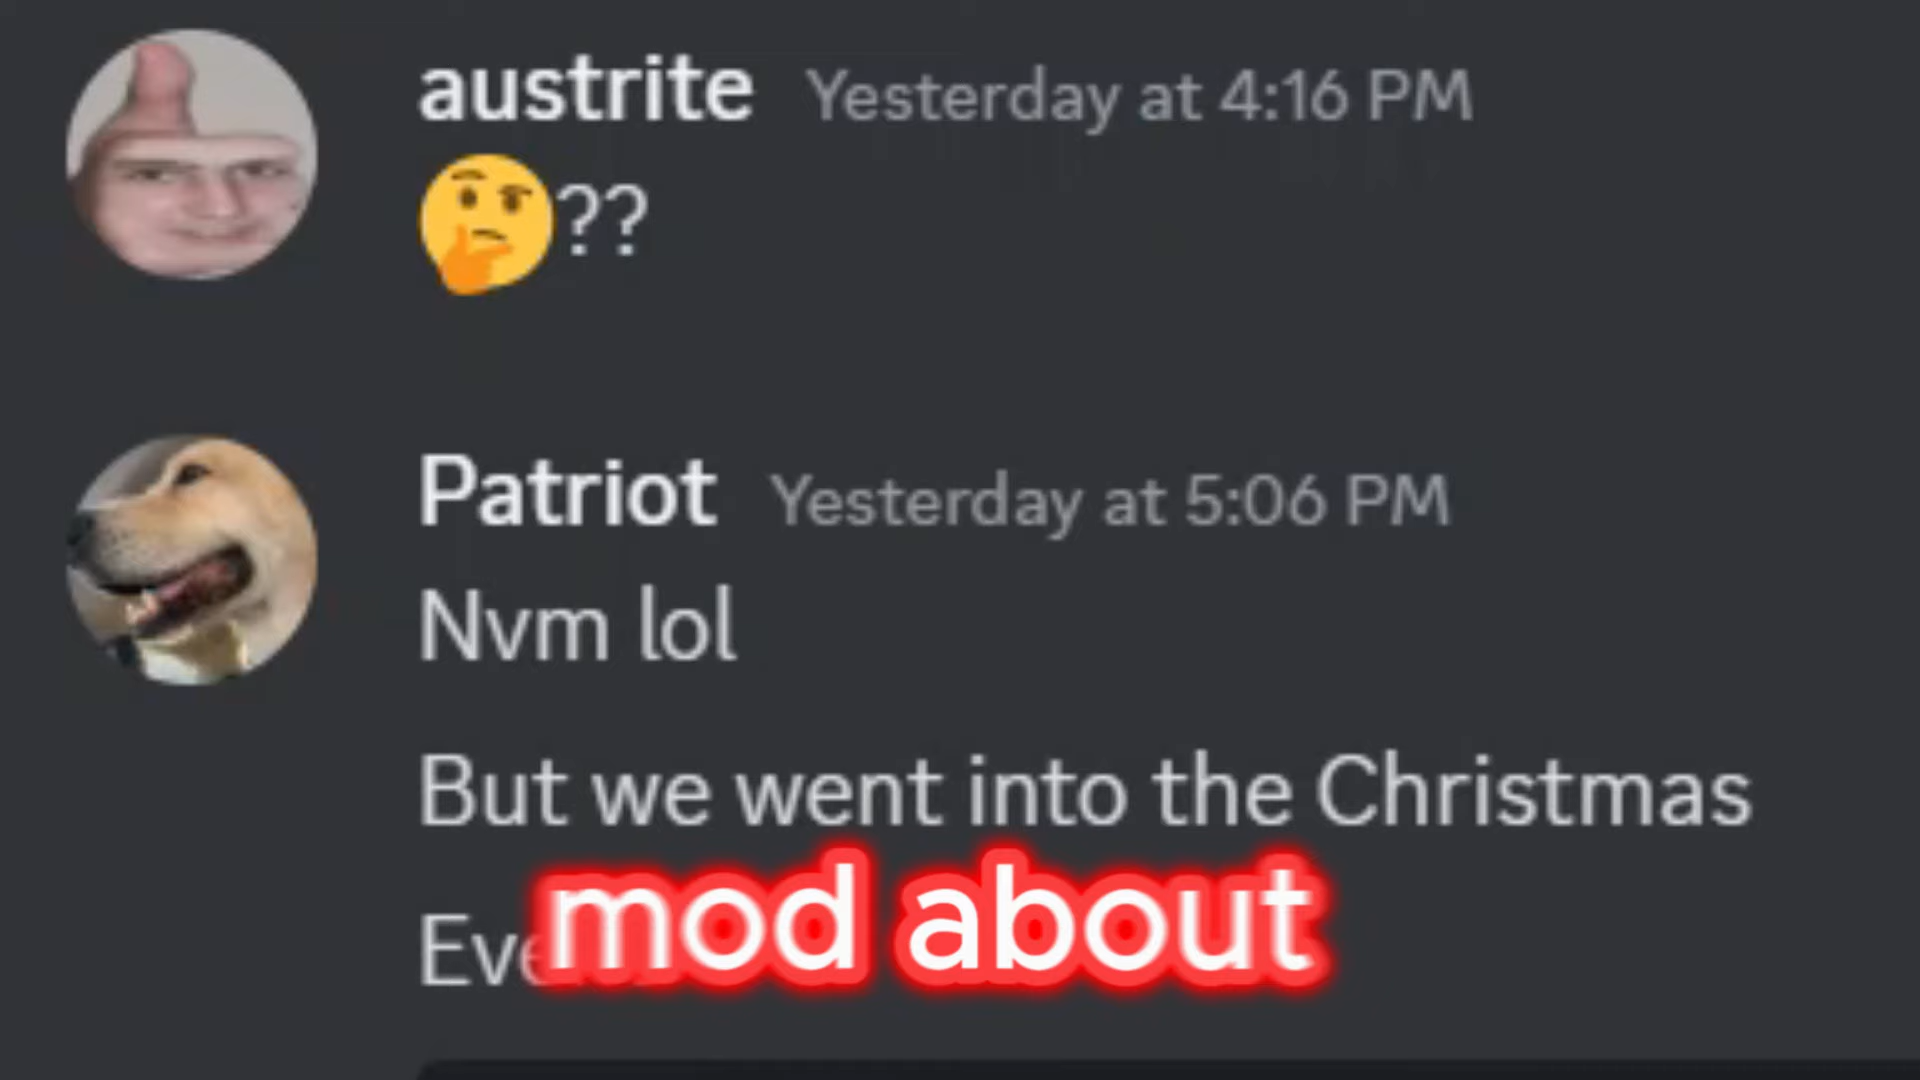 austrite Yesterday at 4:16 PM
🤔??
Patriot Yesterday at 5:06 PM
Nvm lol
But we went into the Christmas
mod about